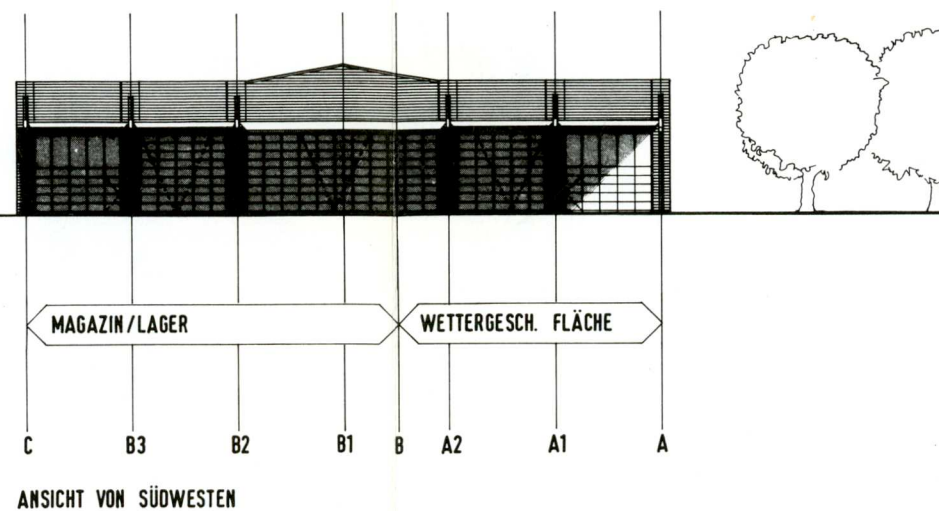 MAGAZIN/LAGER WETTERGESCH. FLÄCHE
C B3 B2 B1 B A2 A1 A
ANSICHT VON SÜDWESTEN